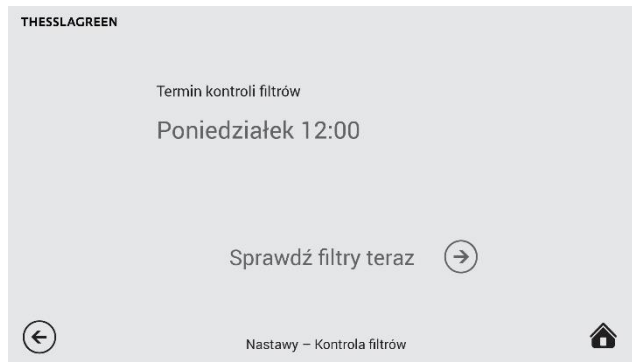 THESSLAGREEN
Termin kontroli filtrów
Poniedziałek 12:00
Sprawdź filtry teraz
Nastawy – Kontrola filtrów